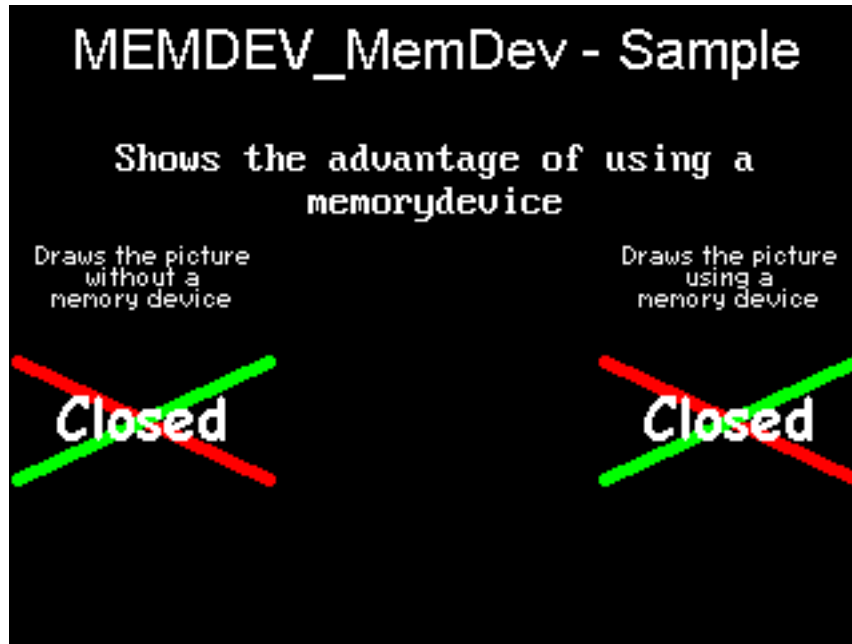 MEMDEV_MemDev - Sample
Shows the advantage of using a
memorydevice
Draws the picture
without a
memory device
Draws the picture
using a
memory device
Closed
Closed